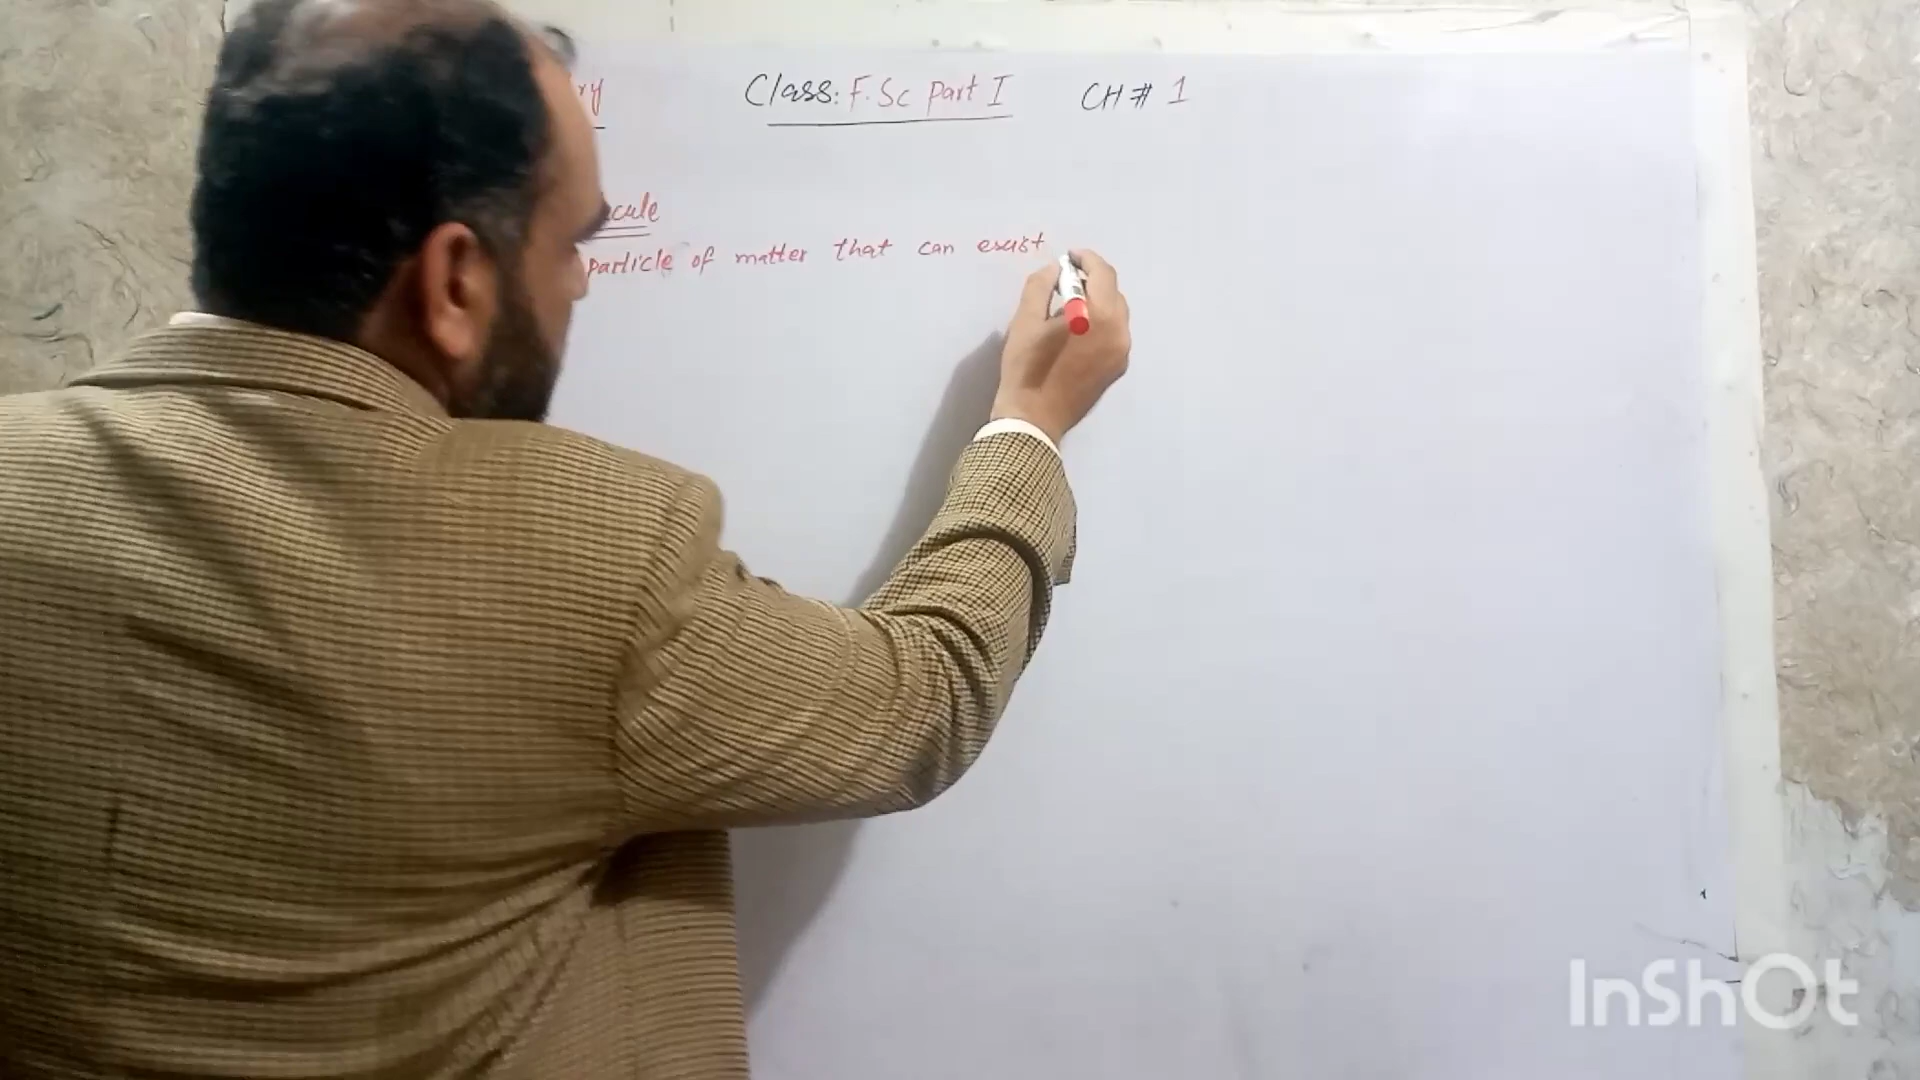 Class: F.Sc Part I CH # 1
particle of matter that can exist
InShOt